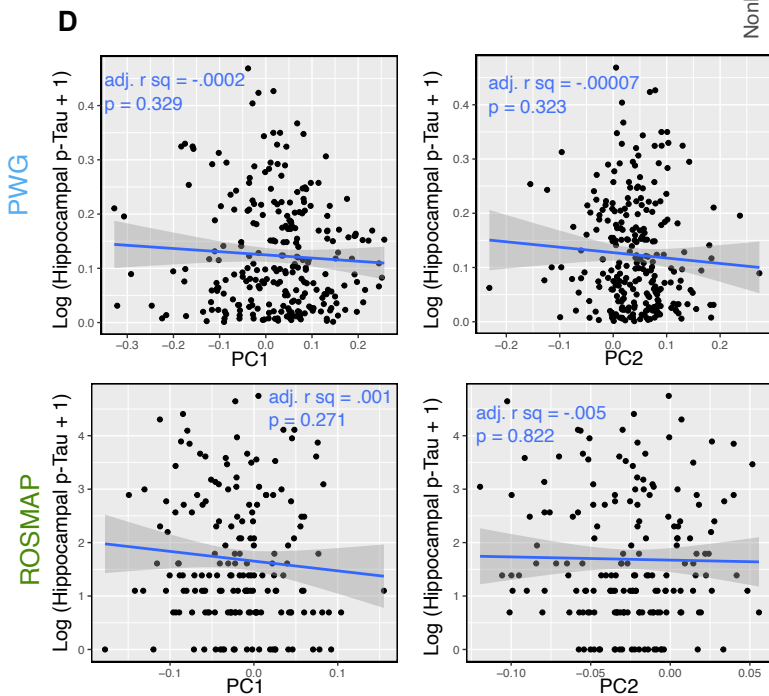 D
Nonl
PWG
Log (Hippocampal p-Tau + 1)
adj. r sq = -.0002
p = 0.329
0.4
0.3
0.2
0.1
0.0
−0.3 −0.2 −0.1 0.0 0.1 0.2
PC1
Log (Hippocampal p-Tau + 1)
adj. r sq = -.00007
p = 0.323
0.4
0.3
0.2
0.1
0.0
−0.2 −0.1 0.0 0.1 0.2
PC2
ROSMAP
Log (Hippocampal p-Tau + 1)
adj. r sq = .001
p = 0.271
4
3
2
1
0
−0.1 0.0 0.1
PC1
Log (Hippocampal p-Tau + 1)
adj. r sq = -.005
p = 0.822
4
3
2
1
0
−0.10 −0.05 0.00 0.05
PC2